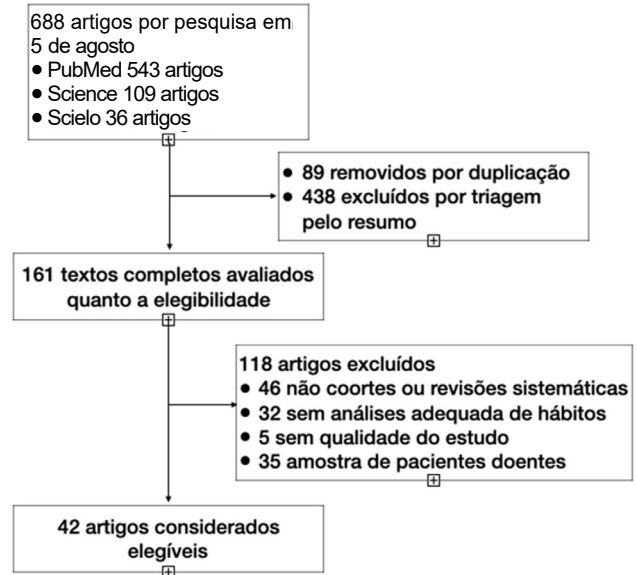 688 artigos por pesquisa em
5 de agosto
● PubMed 543 artigos
● Science 109 artigos
● Scielo 36 artigos
● 89 removidos por duplicação
● 438 excluídos por triagem
pelo resumo
161 textos completos avaliados
quanto a elegibilidade
118 artigos excluídos
● 46 não coortes ou revisões sistemáticas
● 32 sem análises adequada de hábitos
● 5 sem qualidade do estudo
● 35 amostra de pacientes doentes
42 artigos considerados
elegíveis